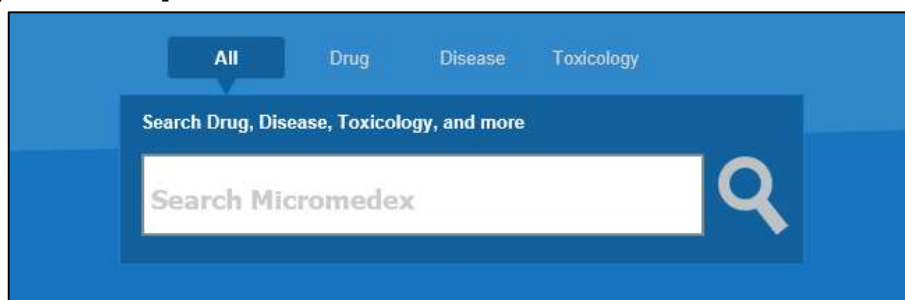 All Drug Disease Toxicology
Search Drug, Disease, Toxicology, and more
Search Micromedex